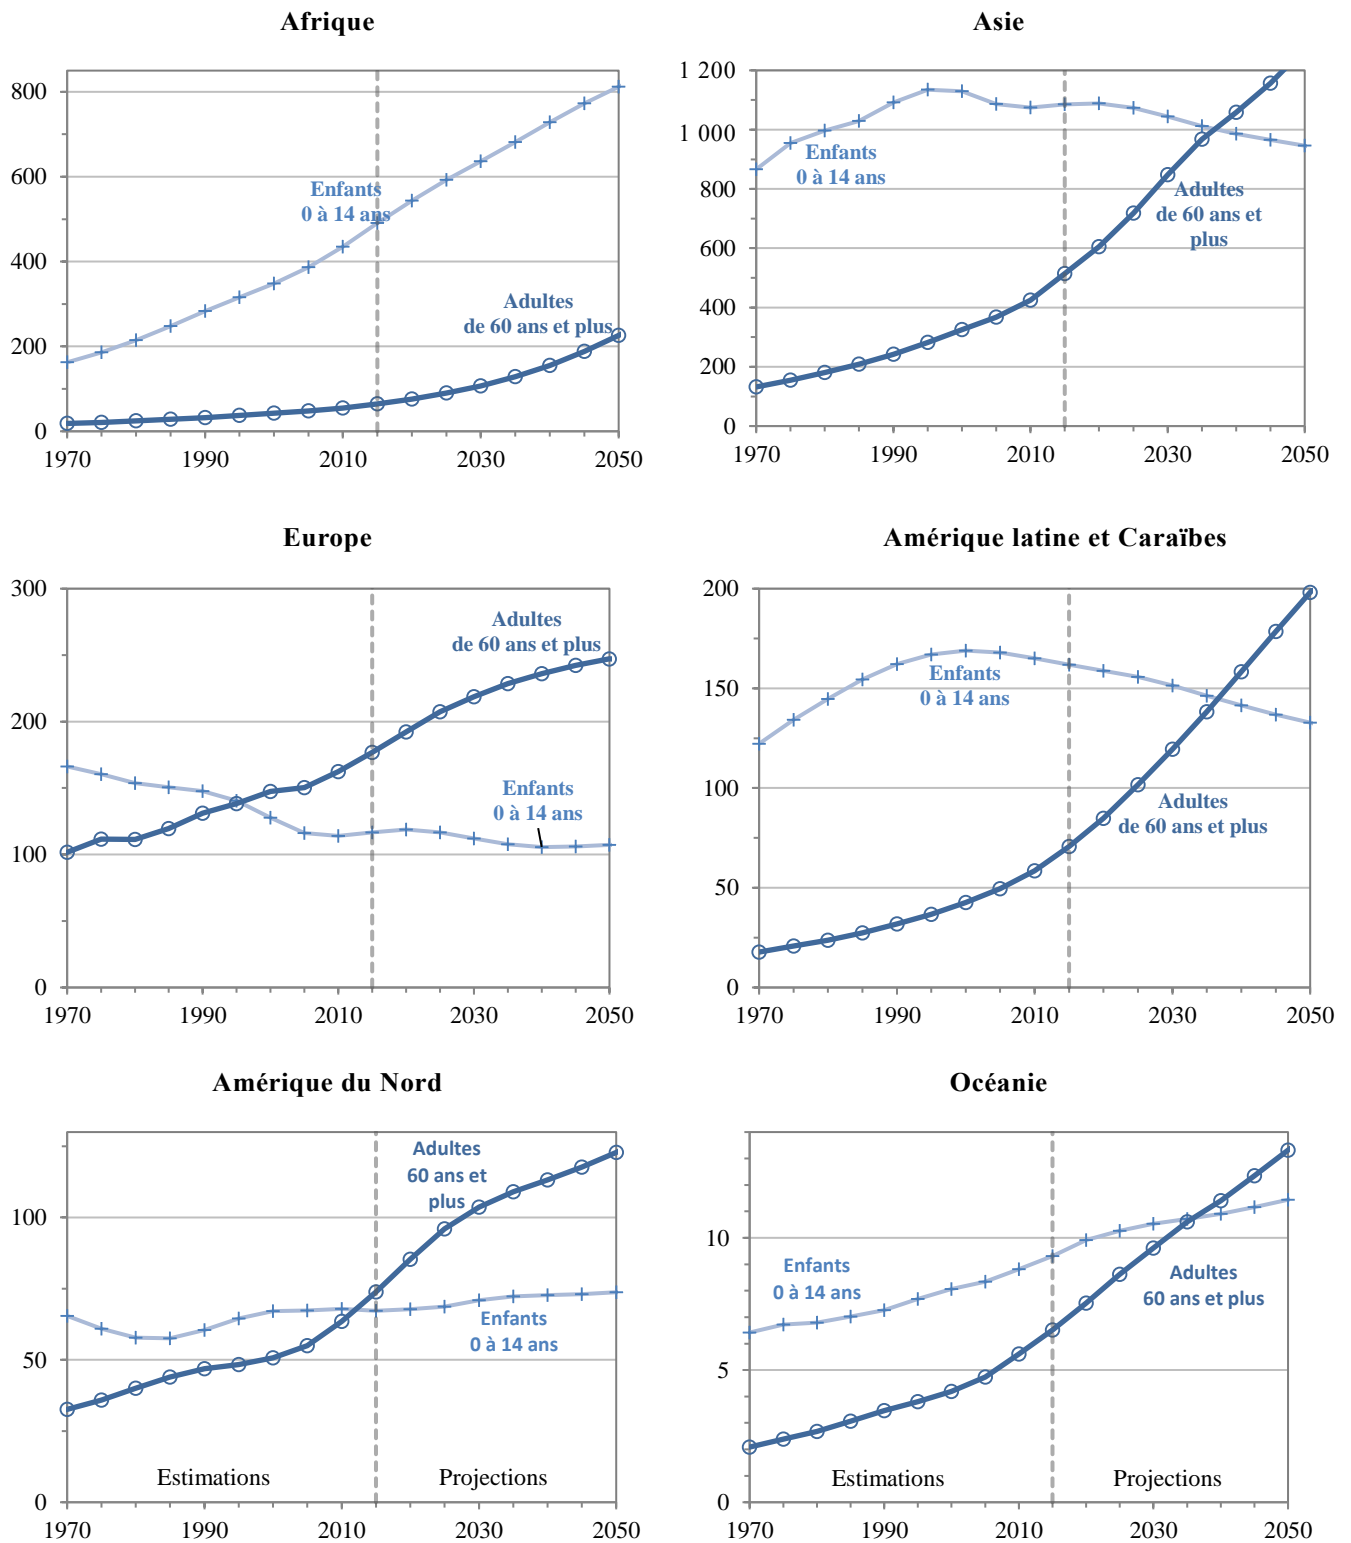 Afrique
800
600
400
200
0
Enfants
0 à 14 ans
Adultes
de 60 ans et plus
1970
1990
2010
2030
2050
Asie
1 200
1 000
800
600
400
200
0
Enfants
0 à 14 ans
Adultes
de 60 ans et
plus
1970
1990
2010
2030
2050
Europe
300
200
100
0
Adultes
de 60 ans et plus
Enfants
0 à 14 ans
1970
1990
2010
2030
2050
Amérique latine et Caraïbes
200
150
100
50
0
Enfants
0 à 14 ans
Adultes
de 60 ans et plus
1970
1990
2010
2030
2050
Amérique du Nord
100
50
0
Adultes
60 ans et
plus
Enfants
0 à 14 ans
Estimations
Projections
1970
1990
2010
2030
2050
Océanie
10
5
0
Enfants
0 à 14 ans
Adultes
60 ans et plus
Estimations
Projections
1970
1990
2010
2030
2050